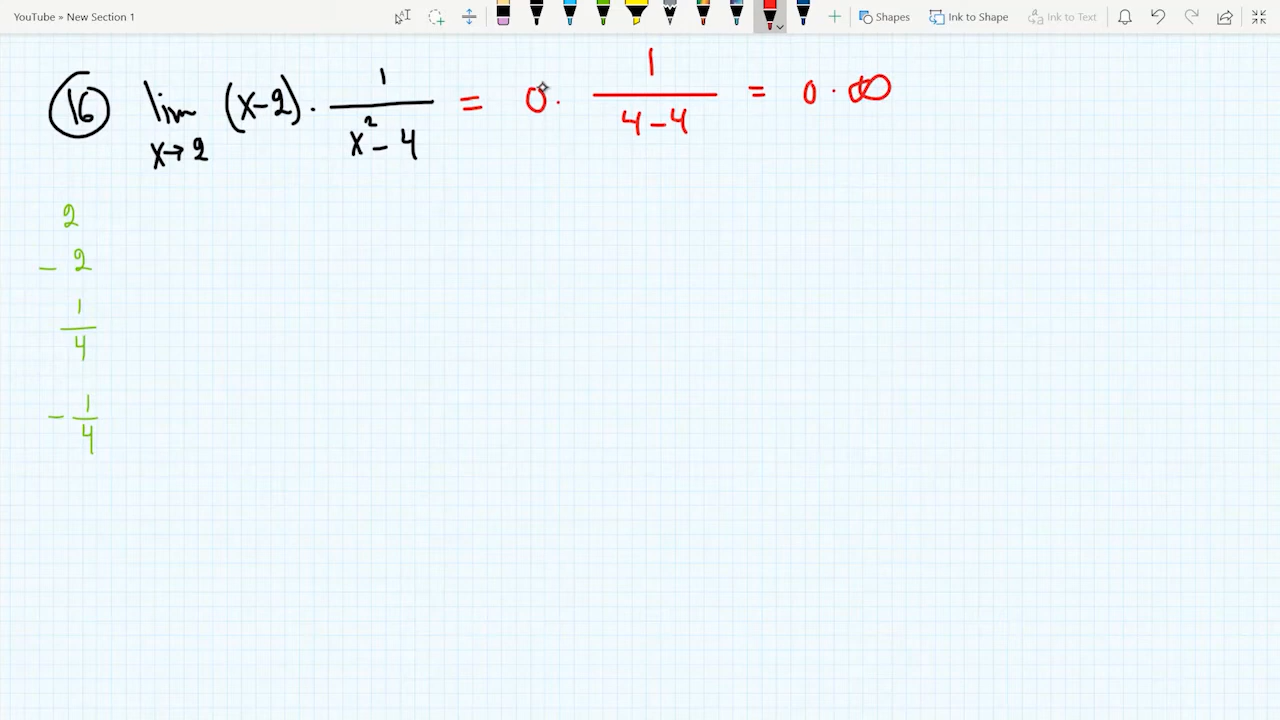 YouTube » New Section 1
Shapes
Ink to Shape
Ink to Text
16 lim x→2 (x-2) · 1/(x² - 4) = 0 · 1/(4-4) = 0 · ∞
2
- 2
1/4
- 1/4